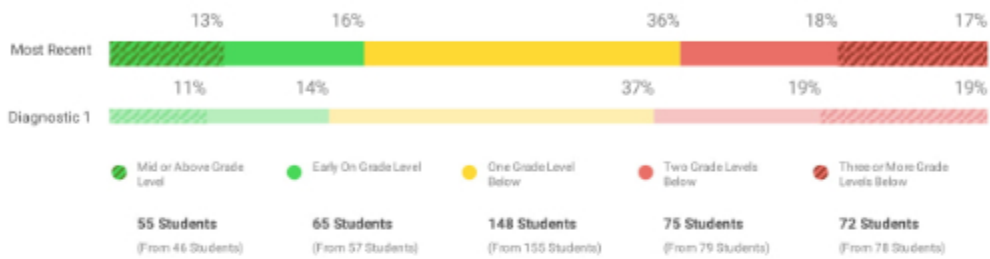 13% 16% 36% 18% 17%
Most Recent
11% 14% 37% 19% 19%
Diagnostic 1
Mid or Above Grade Level
Early On Grade Level
One Grade Level Below
Two Grade Levels Below
Three or More Grade Levels Below
55 Students
(From 46 Students)
65 Students
(From 57 Students)
148 Students
(From 155 Students)
75 Students
(From 79 Students)
72 Students
(From 78 Students)